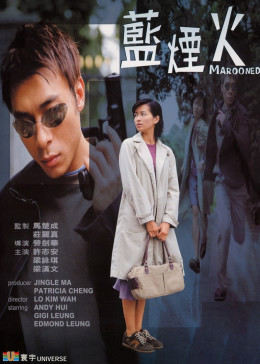 藍煙火
MAROONED
監製 馬楚成
莊麗真
導演 勞劍華
主演 許志安
梁詠琪
梁漢文
producer JINGLE MA
PATRICIA CHENG
director LO KIM WAH
starring ANDY HUI
GIGI LEUNG
EDMOND LEUNG
寰宇 UNIVERSE